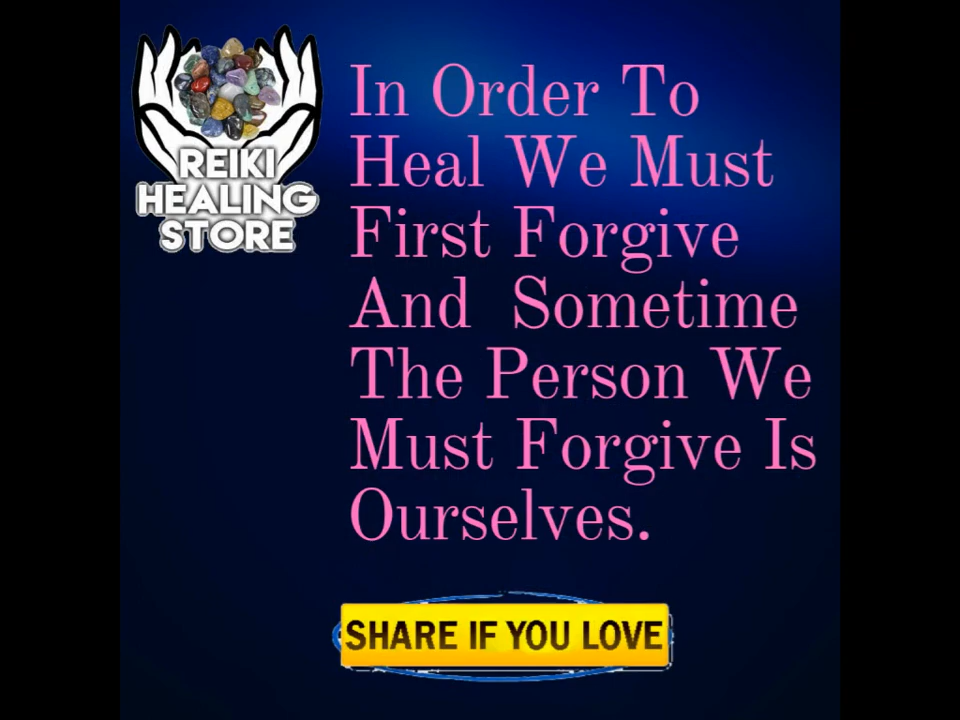 REIKI
HEALING
STORE
In Order To
Heal We Must
First Forgive
And Sometime
The Person We
Must Forgive Is
Ourselves.
SHARE IF YOU LOVE